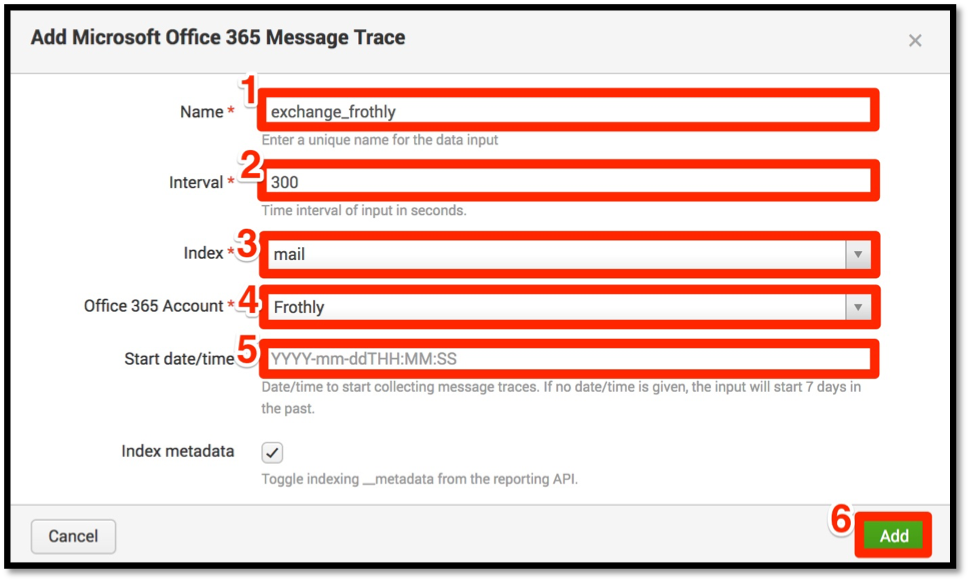 Add Microsoft Office 365 Message Trace ×
1
Name * exchange_frothly
Enter a unique name for the data input
2
Interval * 300
Time interval of input in seconds.
3
Index * mail
4
Office 365 Account * Frothly
5
Start date/time YYYY-mm-ddTHH:MM:SS
Date/time to start collecting message traces. If no date/time is given, the input will start 7 days in
the past.
Index metadata
Toggle indexing __metadata from the reporting API.
6
Cancel Add